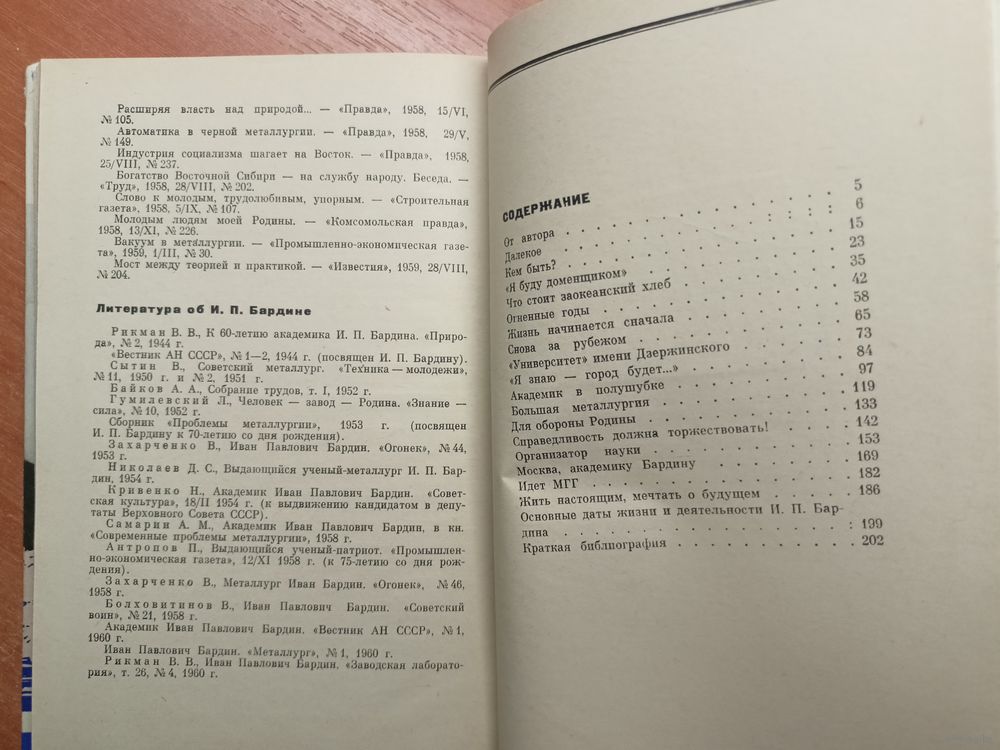 Расширяя власть над природой... — «Правда», 1958, 15/VI,
№ 105.
Автоматика в черной металлургии. — «Правда», 1958, 29/V,
№ 149.
Индустрия социализма шагает на Восток. — «Правда», 1958,
25/VIII, № 237.
Богатство Восточной Сибири — на службу народу. Беседа. —
«Труд», 1958, 28/VIII, № 202.
Слово к молодым, трудолюбивым, упорным. — «Строительная
газета», 1958, 5/IX, № 107.
Молодым людям моей Родины. — «Комсомольская правда»,
1958, 13/XI, № 226.
Вакуум в металлургии. — «Промышленно-экономическая газе-
та», 1959, 1/III, № 30.
Мост между теорией и практикой. — «Известия», 1959, 28/VIII,
№ 204.
Литература об И. П. Бардине
Рикман В. В., К 60-летию академика И. П. Бардина. «Приро-
да», № 2, 1944 г.
«Вестник АН СССР», № 1—2, 1944 г. (посвящен И. П. Бардину).
Сытин В., Советский металлург. «Техника — молодежи»,
№ 11, 1950 г. и № 2, 1951 г.
Байков А. А., Собрание трудов, т. I, 1952 г.
Гумилевский Л., Человек — завод — Родина. «Знание —
сила», № 10, 1952 г.
Сборник «Проблемы металлургии», 1953 г. (посвящен
И. П. Бардину к 70-летию со дня рождения).
Захарченко В., Иван Павлович Бардин. «Огонек», № 44,
1953 г.
Николаев Д. С., Выдающийся ученый-металлург И. П. Бар-
дин, 1954 г.
Кривенко Н., Академик Иван Павлович Бардин. «Совет-
ская культура», 18/II 1954 г. (к выдвижению кандидатом в депу-
таты Верховного Совета СССР).
Самарин А. М., Академик Иван Павлович Бардин, в кн.
«Современные проблемы металлургии», 1958 г.
Антропов П., Выдающийся ученый-патриот. «Промышлен-
но-экономическая газета», 12/XI 1958 г. (к 75-летию со дня рож-
дения).
Захарченко В., Металлург Иван Бардин. «Огонек», № 46,
1958 г.
Болховитинов В., Иван Павлович Бардин. «Советский
воин», № 21, 1958 г.
Академик Иван Павлович Бардин. «Вестник АН СССР», № 1,
1960 г.
Иван Павлович Бардин. «Металлург», № 1, 1960 г.
Рикман В. В., Иван Павлович Бардин. «Заводская лаборато-
рия», т. 26, № 4, 1960 г.
СОДЕРЖАНИЕ
От автора . . . . . . . . . . 5
Далекое . . . . . . . . . . 6
Кем быть? . . . . . . . . . . 15
«Я буду доменщиком» . . . . . . . 23
Что стоит заокеанский хлеб . . . . . . 35
Огненные годы . . . . . . . . . 42
Жизнь начинается сначала . . . . . . 58
Снова за рубежом . . . . . . . . 65
«Университет» имени Дзержинского . . . . 73
«Я знаю — город будет...» . . . . . . 84
Академик в полушубке . . . . . . . 97
Большая металлургия . . . . . . . 119
Для обороны Родины . . . . . . . 133
Справедливость должна торжествовать! . . . 142
Организатор науки . . . . . . . . 153
Москва, академику Бардину . . . . . . 169
Идет МГГ . . . . . . . . . . 182
Жить настоящим, мечтать о будущем . . . . 186
Основные даты жизни и деятельности И. П. Бар-
дина . . . . . . . . . . . 199
Краткая библиография . . . . . . . 202